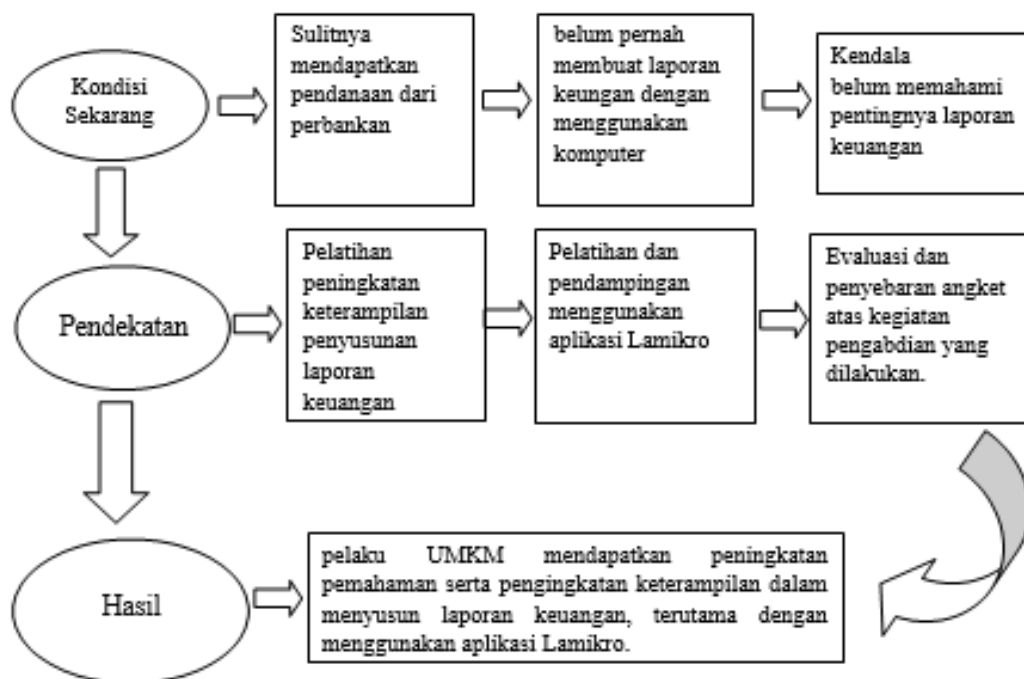 Kondisi
Sekarang
Sulitnya
mendapatkan
pendanaan dari
perbankan
belum pernah
membuat laporan
keungan dengan
menggunakan
komputer
Kendala
belum memahami
pentingnya laporan
keuangan
Pendekatan
Pelatihan
peningkatan
keterampilan
penyusunan
laporan
keuangan
Pelatihan dan
pendampingan
menggunakan
aplikasi Lamikro
Evaluasi dan
penyebaran angket
atas kegiatan
pengabdian yang
dilakukan.
Hasil
pelaku UMKM mendapatkan peningkatan
pemahaman serta pengingkatan keterampilan dalam
menyusun laporan keuangan, terutama dengan
menggunakan aplikasi Lamikro.